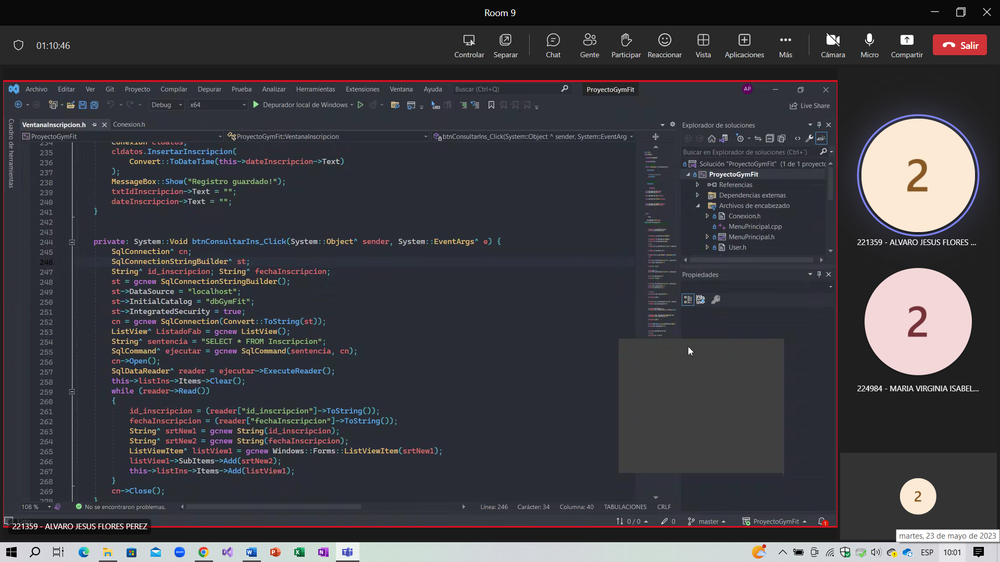 Room 9
01:10:46
Controlar
Separar
Chat
Gente
Participar
Reaccionar
Vista
Aplicaciones
Más
Cámara
Micro
Compartir
Salir
Archivo Editar Ver Git Proyecto Compilar Depurar Prueba Analizar Herramientas Extensiones Ventana Ayuda Buscar (Ctrl+Q) ProyectoGymFit AP
Debug x64 Depurador local de Windows Live Share
Cuadro de herramientas
VentanaInscripcion.h Conexion.h
ProyectoGymFit ProyectoGymFit::VentanaInscripcion btnConsultarIns_Click(System::Object ^ sender, System::EventArg
234 Conexion cldatos;
235 cldatos.InsertarInscripcion(
236 Convert::ToDateTime(this->dateInscripcion->Text)
237 );
238 MessageBox::Show("Registro guardado!");
239 txtIdInscripcion->Text = "";
240 dateInscripcion->Text = "";
241 }
242
243
244 private: System::Void btnConsultarIns_Click(System::Object^ sender, System::EventArgs^ e) {
245 SqlConnection^ cn;
246 SqlConnectionStringBuilder^ st;
247 String^ id_inscripcion; String^ fechaInscripcion;
248 st = gcnew SqlConnectionStringBuilder();
249 st->DataSource = "localhost";
250 st->InitialCatalog = "dbGymFit";
251 st->IntegratedSecurity = true;
252 cn = gcnew SqlConnection(Convert::ToString(st));
253 ListView^ ListadoFab = gcnew ListView();
254 String^ sentencia = "SELECT * FROM Inscripcion";
255 SqlCommand^ ejecutar = gcnew SqlCommand(sentencia, cn);
256 cn->Open();
257 SqlDataReader^ reader = ejecutar->ExecuteReader();
258 this->listIns->Items->Clear();
259 while (reader->Read())
260 {
261 id_inscripcion = (reader["id_inscripcion"]->ToString());
262 fechaInscripcion = (reader["fechaInscripcion"]->ToString());
263 String^ srtNew1 = gcnew String(id_inscripcion);
264 String^ srtNew2 = gcnew String(fechaInscripcion);
265 ListViewItem^ listView1 = gcnew Windows::Forms::ListViewItem(srtNew1);
266 listView1->SubItems->Add(srtNew2);
267 this->listIns->Items->Add(listView1);
268 }
269 cn->Close();
270 }
108 % No se encontraron problemas. Línea: 246 Carácter: 34 Columna: 40 TABULACIONES CRLF
Explorador de soluciones
Buscar en Explorador de soluciones (Ctrl+´)
Solución "ProyectoGymFit" (1 de 1 proyecto
ProyectoGymFit
Referencias
Dependencias externas
Archivos de encabezado
Conexion.h
MenuPrincipal.cpp
MenuPrincipal.h
User.h
Propiedades
Listo
0 / 0 0 master ProyectoGymFit 1
221359 - ALVARO JESUS FLORES PEREZ
2
221359 - ALVARO JESUS FLORES ...
2
224984 - MARIA VIRGINIA ISABEL...
2
martes, 23 de mayo de 2023
zoom
ESP 10:01